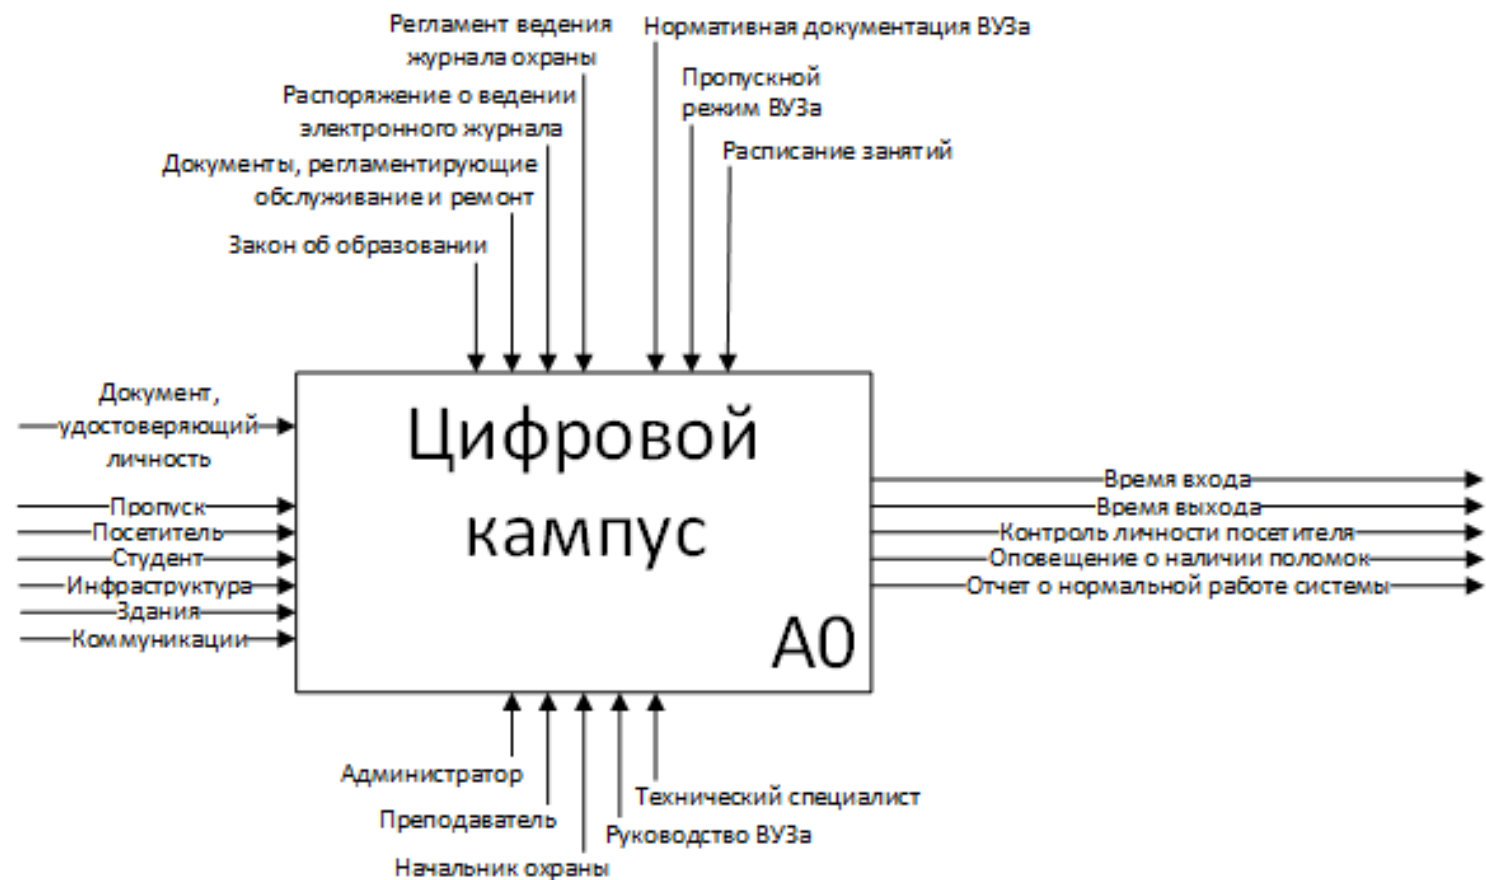 Регламент ведения
журнала охраны
Нормативная документация ВУЗа
Распоряжение о ведении
электронного журнала
Пропускной
режим ВУЗа
Документы, регламентирующие
обслуживание и ремонт
Расписание занятий
Закон об образовании
Документ,
удостоверяющий
личность
Пропуск
Посетитель
Студент
Инфраструктура
Здания
Коммуникации
Цифровой
кампус
А0
Время входа
Время выхода
Контроль личности посетителя
Оповещение о наличии поломок
Отчет о нормальной работе системы
Администратор
Преподаватель
Начальник охраны
Технический специалист
Руководство ВУЗа